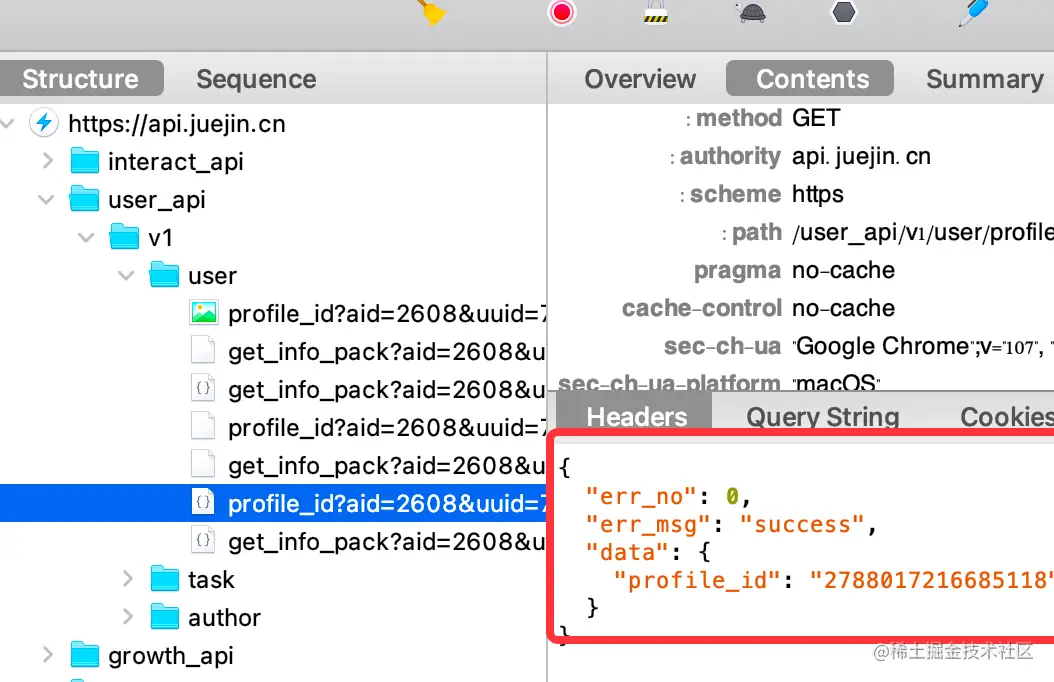 Structure Sequence
https://api.juejin.cn
interact_api
user_api
v1
user
profile_id?aid=2608&uuid=7
get_info_pack?aid=2608&u
get_info_pack?aid=2608&u
profile_id?aid=2608&uuid=7
get_info_pack?aid=2608&u
profile_id?aid=2608&uuid=7
get_info_pack?aid=2608&u
task
author
growth_api
Overview Contents Summary
:method GET
:authority api.juejin.cn
:scheme https
:path /user_api/v1/user/profile
pragma no-cache
cache-control no-cache
sec-ch-ua "Google Chrome";v="107", "
sec-ch-ua-platform "macOS"
Headers Query String Cookies
{
"err_no": 0,
"err_msg": "success",
"data": {
"profile_id": "2788017216685118"
}
}
@稀土掘金技术社区